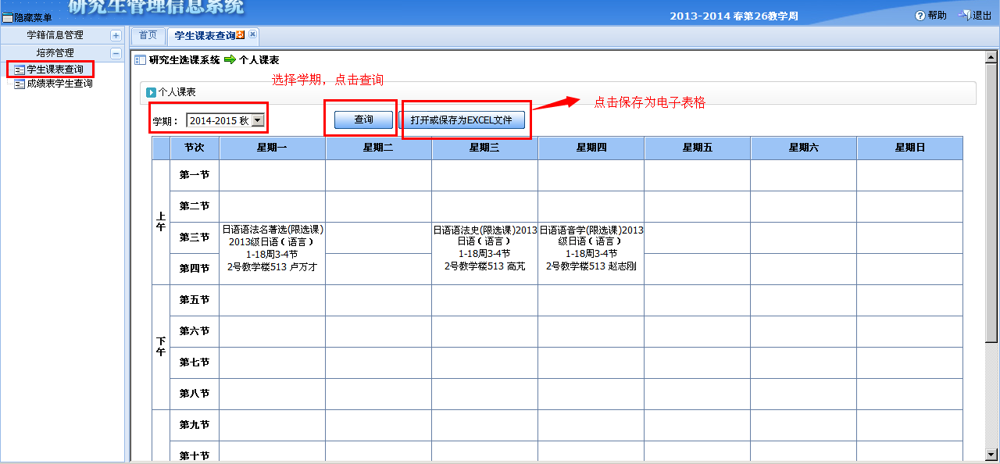 研究生管理信息系统
隐藏菜单
2013-2014 春第26教学周
帮助
退出
学籍信息管理
培养管理
学生课表查询
成绩表学生查询
首页
学生课表查询
研究生选课系统
个人课表
选择学期，点击查询
个人课表
点击保存为电子表格
学期：
2014-2015 秋
查询
打开或保存为EXCEL文件
节次 星期一 星期二 星期三 星期四 星期五 星期六 星期日
上午
第一节
第二节
第三节
第四节
日语语法名著选(限选课)
2013级日语（语言）
1-18周3-4节
2号教学楼513 卢万才
日语语法史(限选课)2013
日语（语言）
1-18周3-4节
2号教学楼513 高芃
日语语音学(限选课)2013
级日语（语言）
1-18周3-4节
2号教学楼513 赵志刚
下午
第五节
第六节
第七节
第八节
第九节
第十节